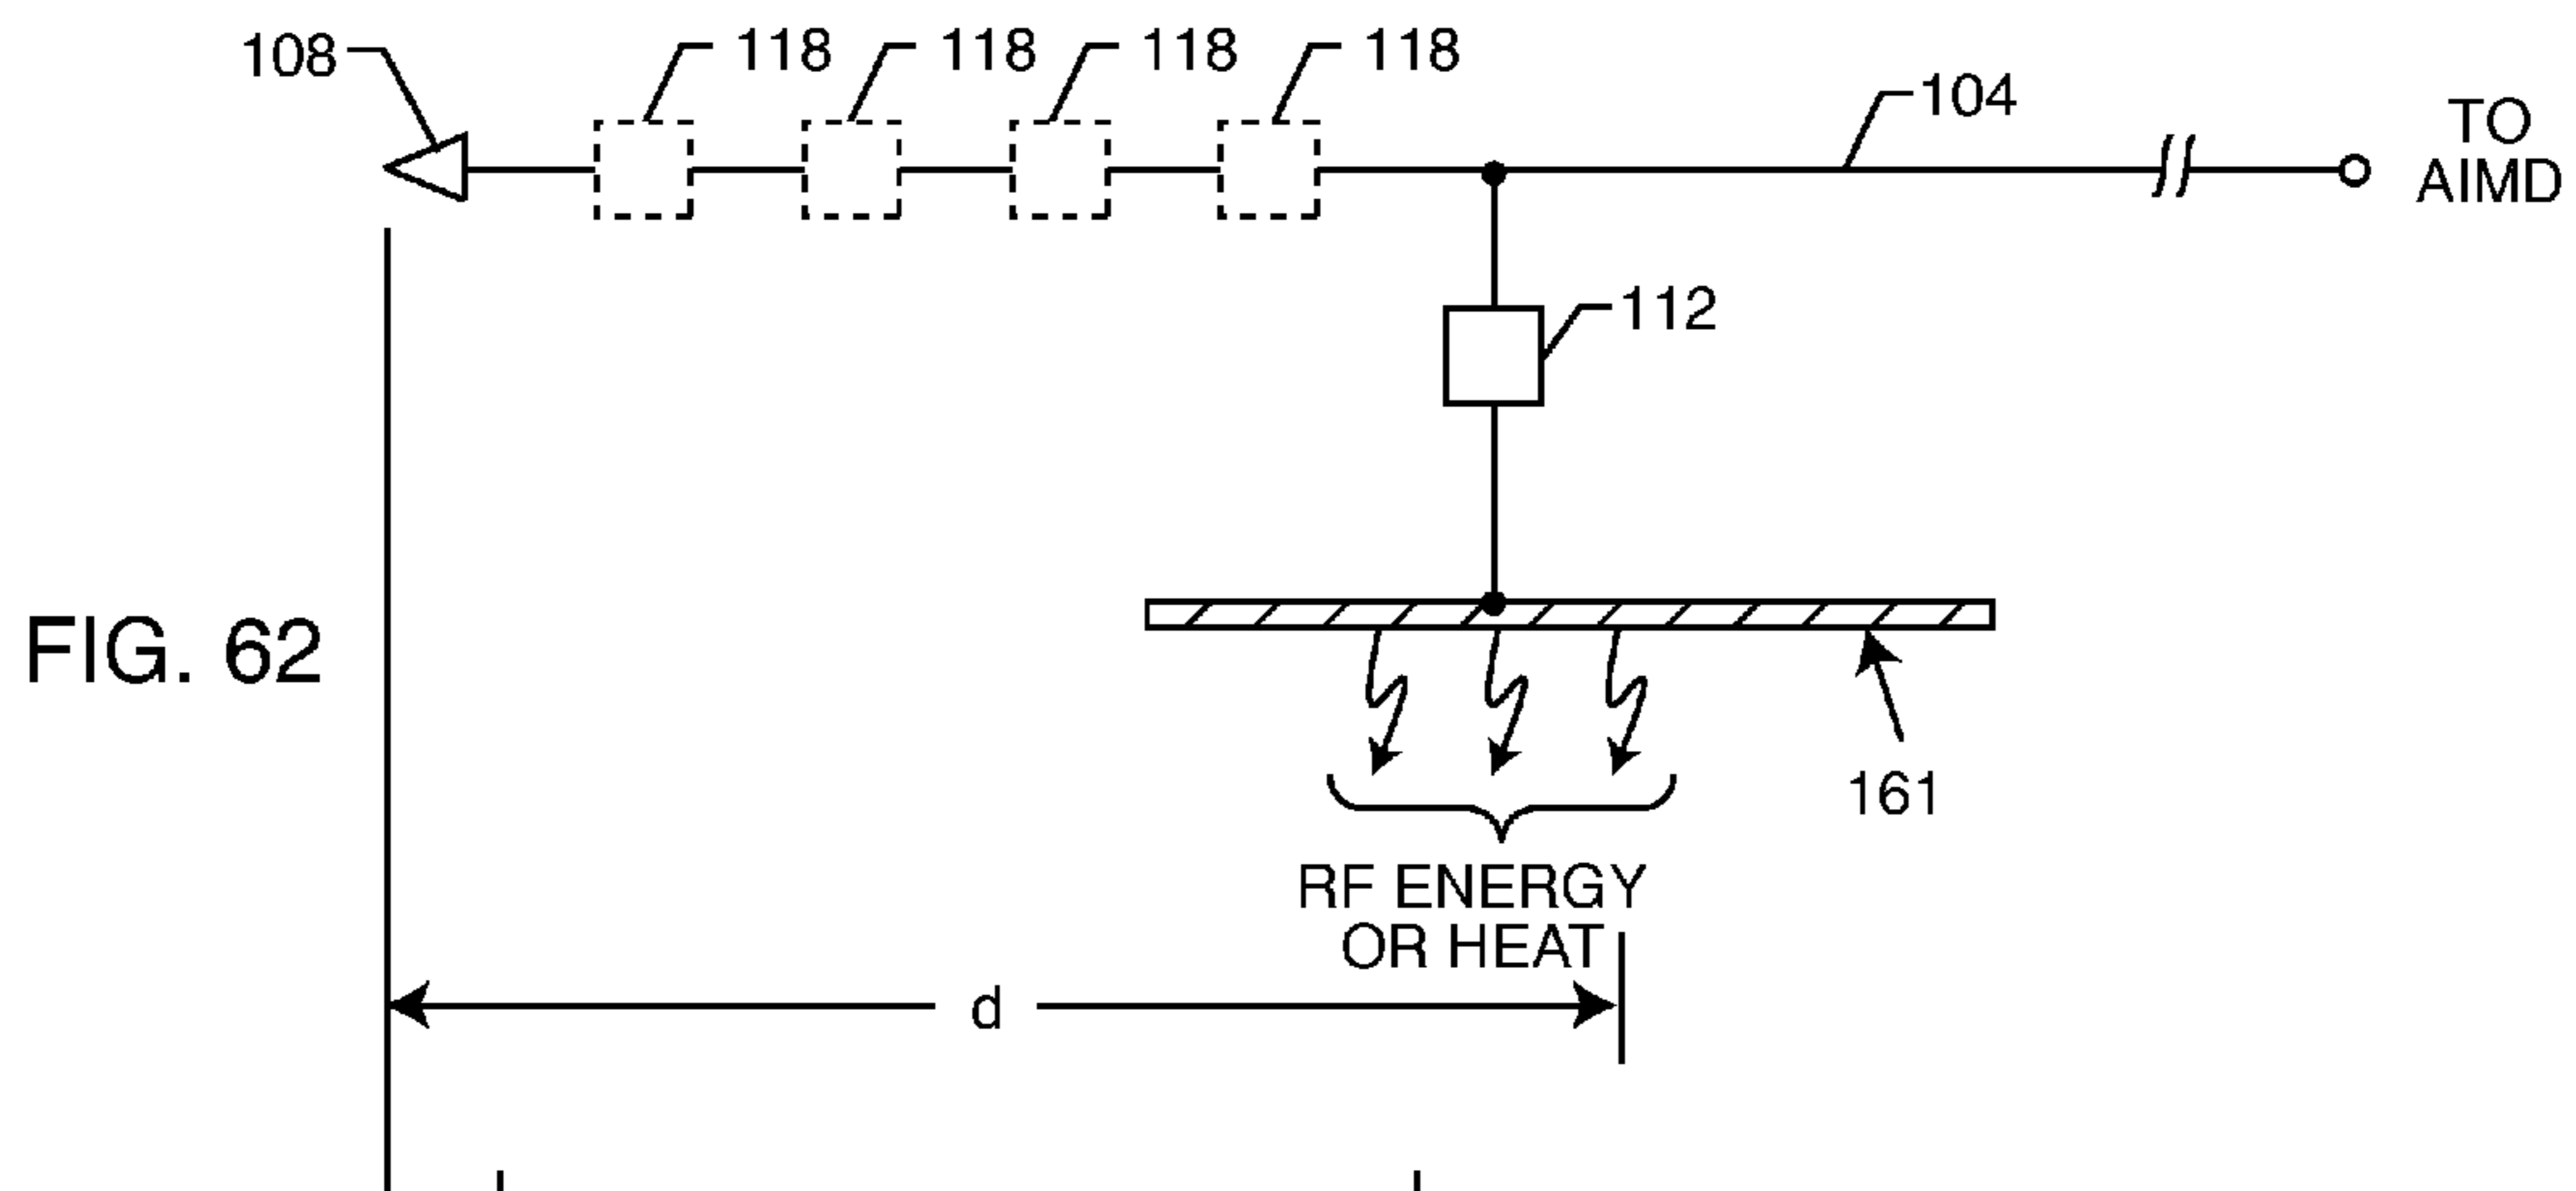 108
118
118
118
118
104
TO
AIMD
112
FIG. 62
161
RF ENERGY
OR HEAT
d